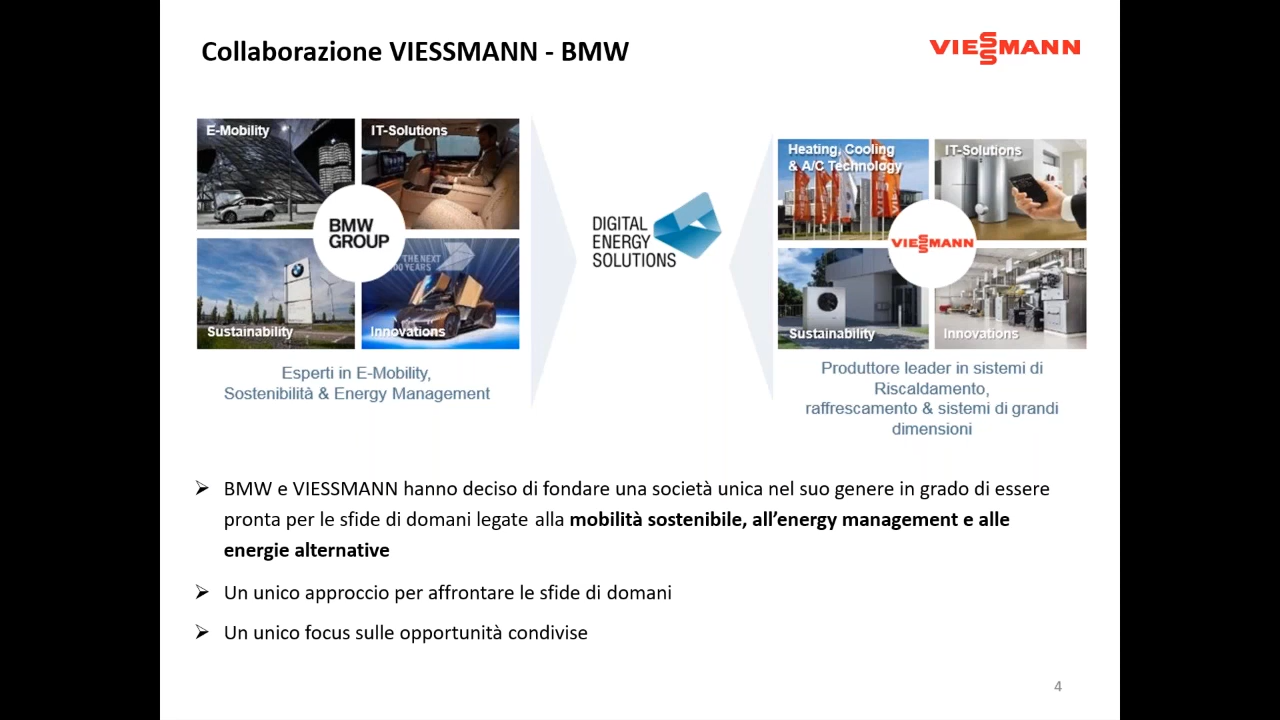 Collaborazione VIESSMANN - BMW
VIESSMANN
E-Mobility
IT-Solutions
BMW
GROUP
THE NEXT
100 YEARS
Sustainability
Innovations
Esperti in E-Mobility,
Sostenibilità & Energy Management
DIGITAL
ENERGY
SOLUTIONS
Heating, Cooling
& A/C Technology
IT-Solutions
VIESSMANN
Sustainability
Innovations
Produttore leader in sistemi di
Riscaldamento,
raffrescamento & sistemi di grandi
dimensioni
➢ BMW e VIESSMANN hanno deciso di fondare una società unica nel suo genere in grado di essere
pronta per le sfide di domani legate alla mobilità sostenibile, all’energy management e alle
energie alternative
➢ Un unico approccio per affrontare le sfide di domani
➢ Un unico focus sulle opportunità condivise
4